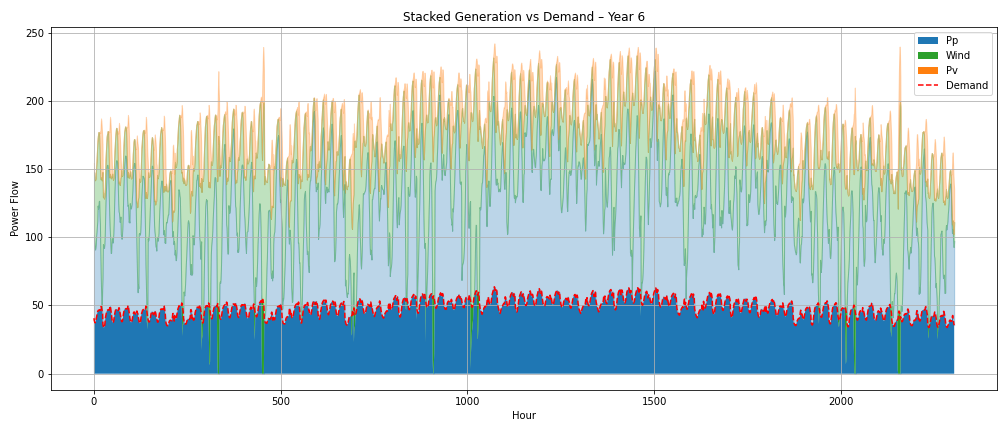 Stacked Generation vs Demand – Year 6
Power Flow
250
200
150
100
50
0
0 500 1000 1500 2000
Hour
Pp
Wind
Pv
Demand